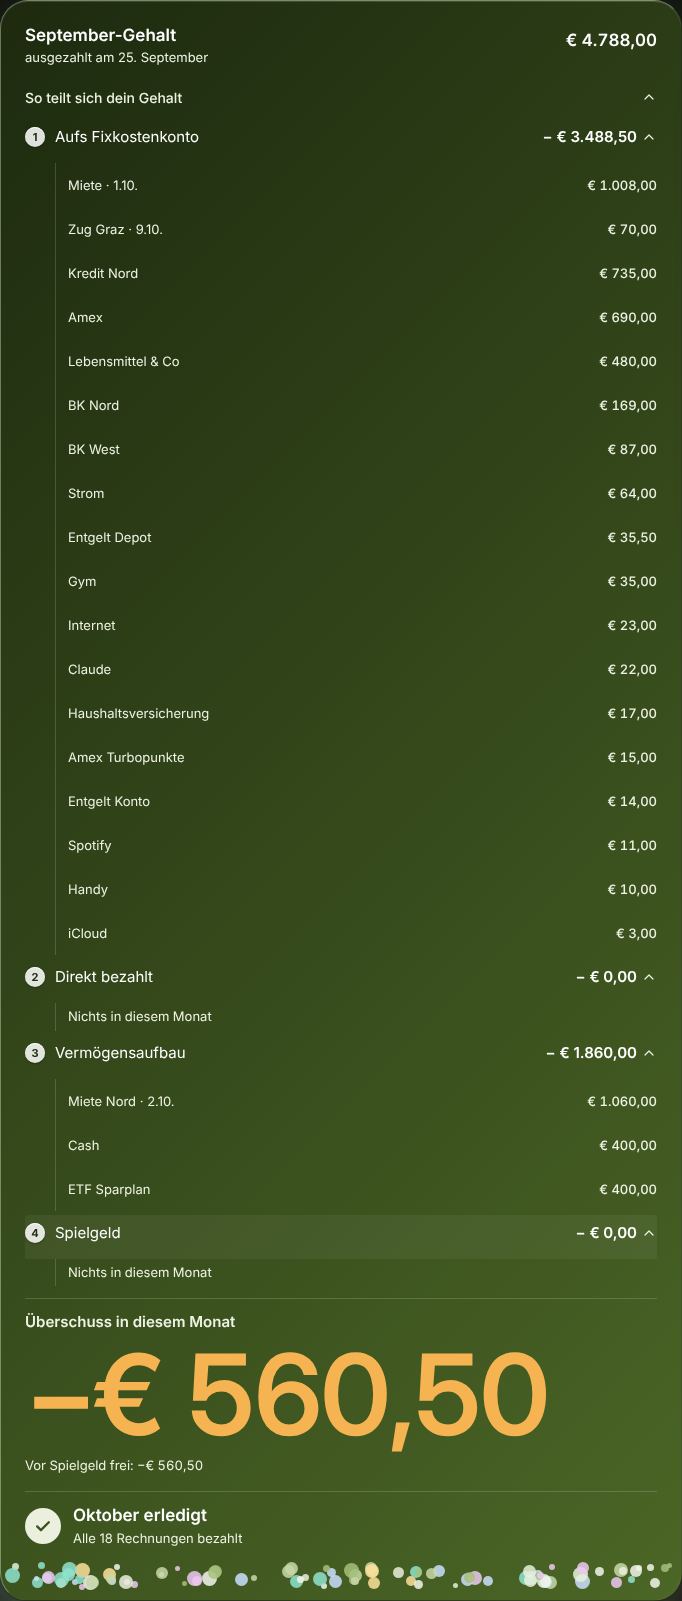 September-Gehalt
€ 4.788,00
ausgezahlt am 25. September
So teilt sich dein Gehalt
1 Aufs Fixkostenkonto – € 3.488,50
Miete · 1.10. € 1.008,00
Zug Graz · 9.10. € 70,00
Kredit Nord € 735,00
Amex € 690,00
Lebensmittel & Co € 480,00
BK Nord € 169,00
BK West € 87,00
Strom € 64,00
Entgelt Depot € 35,50
Gym € 35,00
Internet € 23,00
Claude € 22,00
Haushaltsversicherung € 17,00
Amex Turbopunkte € 15,00
Entgelt Konto € 14,00
Spotify € 11,00
Handy € 10,00
iCloud € 3,00
2 Direkt bezahlt – € 0,00
Nichts in diesem Monat
3 Vermögensaufbau – € 1.860,00
Miete Nord · 2.10. € 1.060,00
Cash € 400,00
ETF Sparplan € 400,00
4 Spielgeld – € 0,00
Nichts in diesem Monat
Überschuss in diesem Monat
–€ 560,50
Vor Spielgeld frei: –€ 560,50
Oktober erledigt
Alle 18 Rechnungen bezahlt